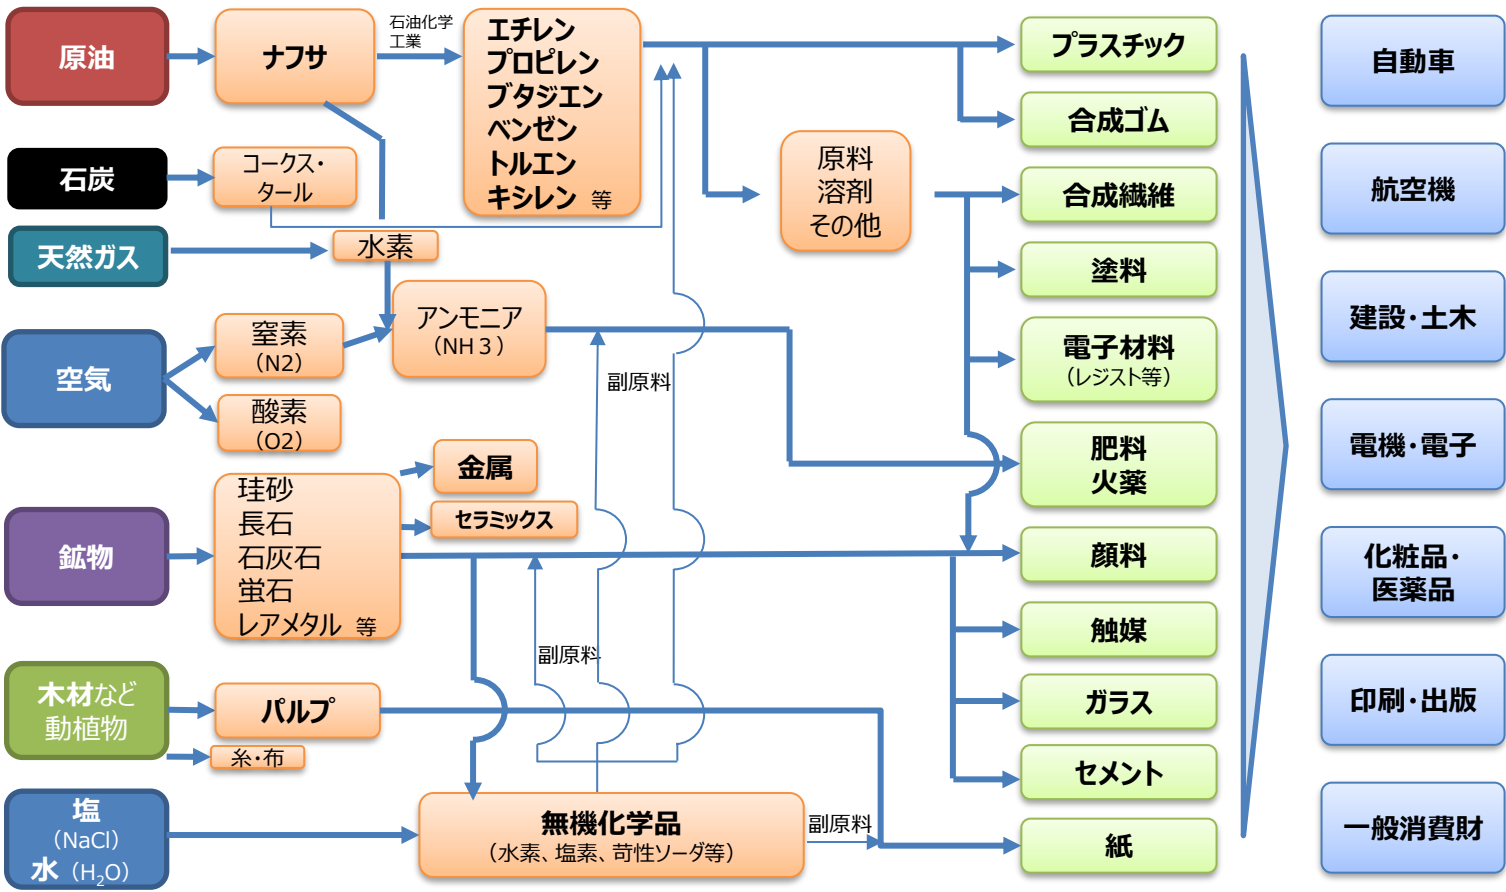 原油
ナフサ
石油化学
工業
エチレン
プロピレン
ブタジエン
ベンゼン
トルエン
キシレン 等
石炭
コークス・
タール
天然ガス
水素
空気
窒素
（N2）
酸素
（O2）
アンモニア
（NH３）
副原料
鉱物
珪砂
長石
石灰石
蛍石
レアメタル 等
金属
セラミックス
副原料
木材など
動植物
パルプ
糸・布
塩
（NaCl）
水（H₂O）
無機化学品
（水素、塩素、苛性ソーダ等）
副原料
原料
溶剤
その他
プラスチック
合成ゴム
合成繊維
塗料
電子材料
（レジスト等）
肥料
火薬
顔料
触媒
ガラス
セメント
紙
自動車
航空機
建設・土木
電機・電子
化粧品・
医薬品
印刷・出版
一般消費財